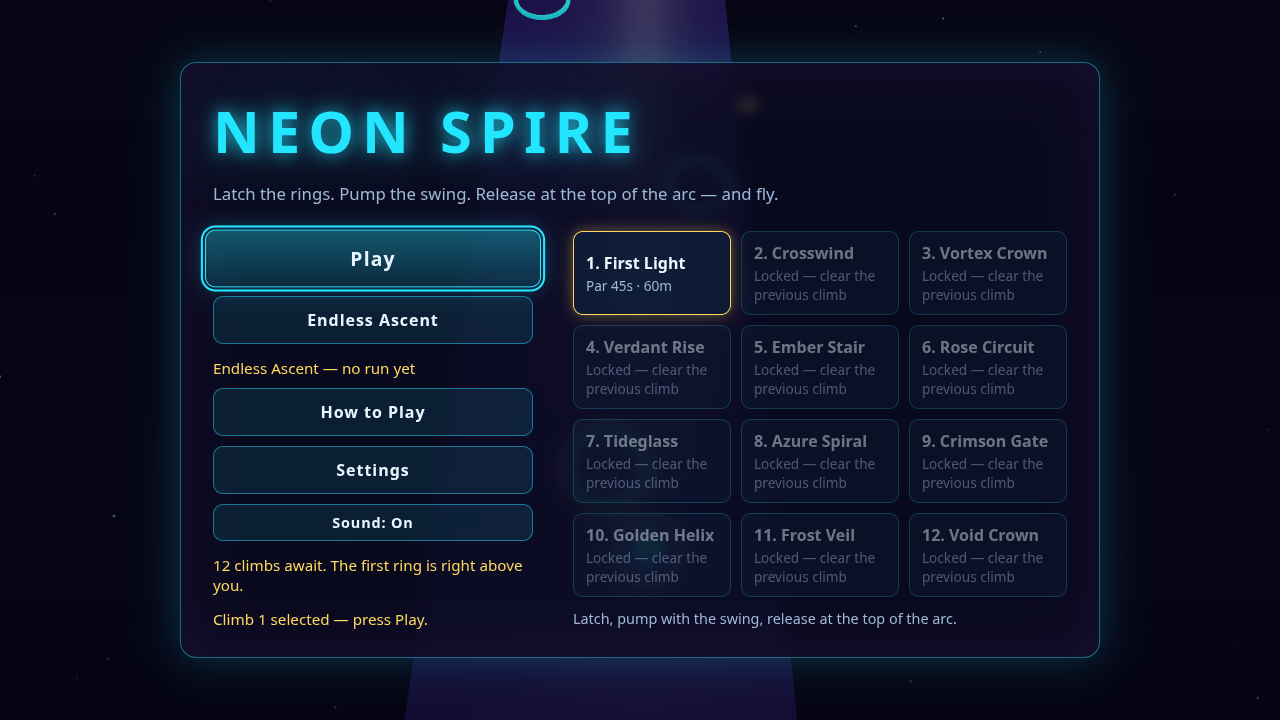 NEON SPIRE
Latch the rings. Pump the swing. Release at the top of the arc — and fly.
Play
Endless Ascent
Endless Ascent — no run yet
How to Play
Settings
Sound: On
12 climbs await. The first ring is right above
you.
Climb 1 selected — press Play.
1. First Light
Par 45s · 60m
2. Crosswind
Locked — clear the
previous climb
3. Vortex Crown
Locked — clear the
previous climb
4. Verdant Rise
Locked — clear the
previous climb
5. Ember Stair
Locked — clear the
previous climb
6. Rose Circuit
Locked — clear the
previous climb
7. Tideglass
Locked — clear the
previous climb
8. Azure Spiral
Locked — clear the
previous climb
9. Crimson Gate
Locked — clear the
previous climb
10. Golden Helix
Locked — clear the
previous climb
11. Frost Veil
Locked — clear the
previous climb
12. Void Crown
Locked — clear the
previous climb
Latch, pump with the swing, release at the top of the arc.